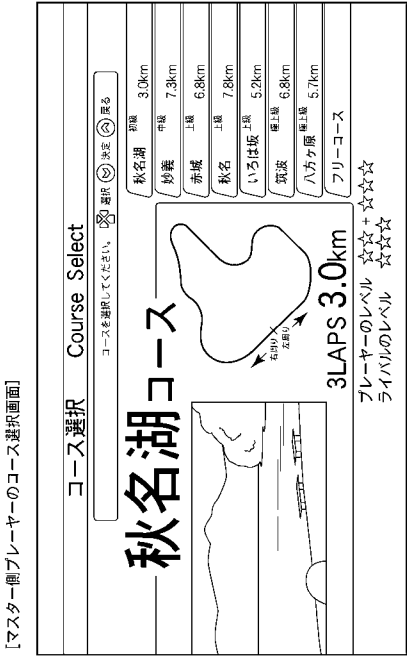 [マスター側プレーヤーのコース選択画面]
コース選択 Course Select
コースを選択してください。 選択 決定 戻る
秋名湖コース
右周り
左周り
3LAPS 3.0km
秋名湖 初級 3.0km
妙義 中級 7.3km
赤城 上級 6.8km
秋名 上級 7.8km
いろは坂 上級 5.2km
筑波 極上級 6.8km
八方ヶ原 極上級 5.7km
フリーコース
プレーヤーのレベル ☆☆+☆☆☆
ライバルのレベル ☆☆☆